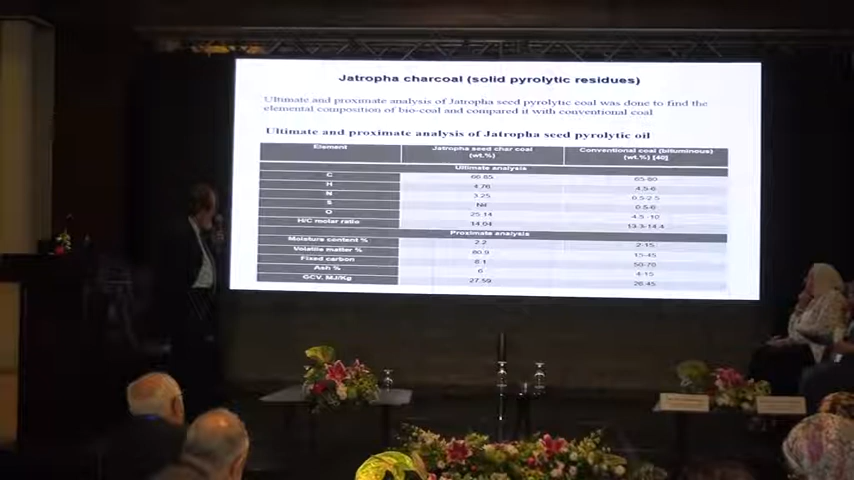 Jatropha charcoal (solid pyrolytic residues)
Ultimate and proximate analysis of Jatropha seed pyrolytic coal was done to find the
elemental composition of bio-coal and compared it with conventional coal
Ultimate and proximate analysis of Jatropha seed pyrolytic oil
Element Jatropha seed char coal (wt.%) Conventional coal (bituminous) (wt.%) [40]
Ultimate analysis
C 66.85 65-80
H 4.76 4.5-6
N 3.25 0.5-2.5
S Nil 0.5-6
O 25.14 4.5 -10
H/C molar ratio 14.04 13.3-14.4
Proximate analysis
Moisture content % 2.2 2-15
Volatile matter % 80.9 15-45
Fixed carbon 8.1 50-70
Ash % 6 4-15
GCV, MJ/Kg 27.59 26.45